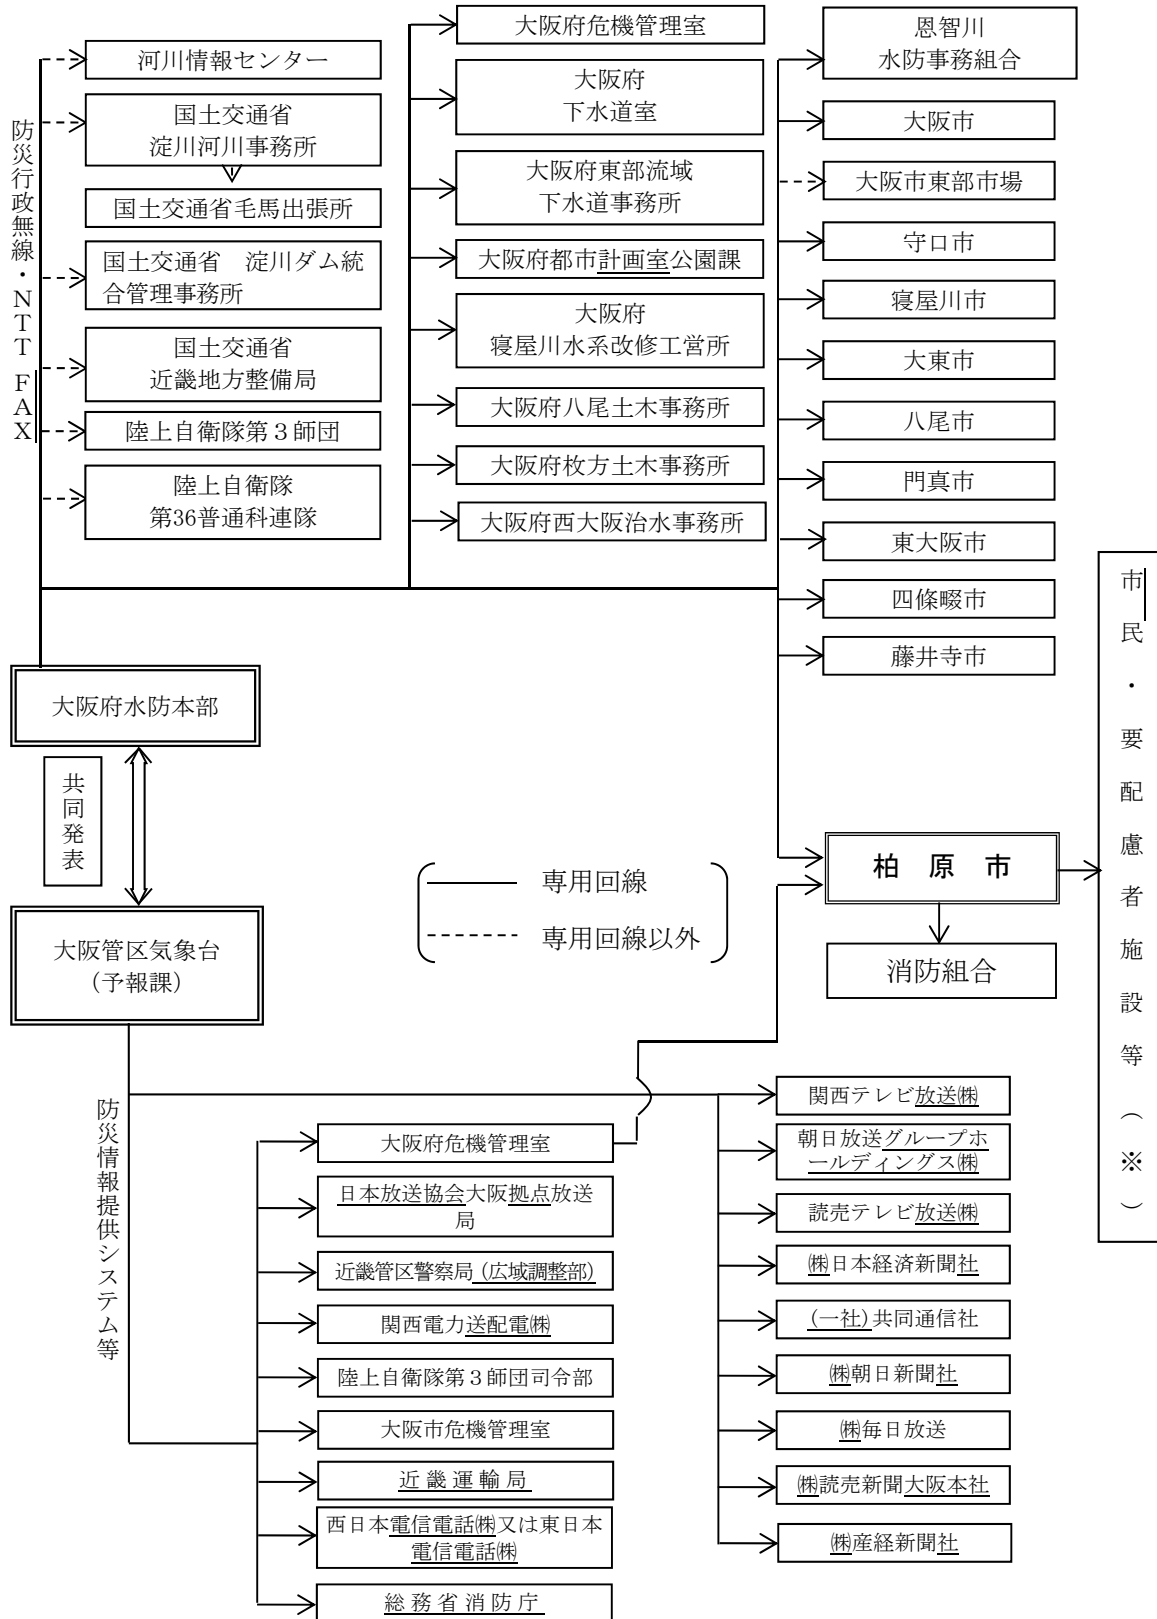 防災行政無線・NTT FAX
河川情報センター
国土交通省
淀川河川事務所
国土交通省毛馬出張所
国土交通省　淀川ダム統
合管理事務所
国土交通省
近畿地方整備局
陸上自衛隊第３師団
陸上自衛隊
第36普通科連隊
大阪府危機管理室
大阪府
下水道室
大阪府東部流域
下水道事務所
大阪府都市計画室公園課
大阪府
寝屋川水系改修工営所
大阪府八尾土木事務所
大阪府枚方土木事務所
大阪府西大阪治水事務所
恩智川
水防事務組合
大阪市
大阪市東部市場
守口市
寝屋川市
大東市
八尾市
門真市
東大阪市
四條畷市
藤井寺市
大阪府水防本部
共同発表
大阪管区気象台
（予報課）
専用回線
専用回線以外
柏原市
消防組合
市民・要配慮者施設等（※）
防災情報提供システム等
大阪府危機管理室
日本放送協会大阪拠点放送
局
近畿管区警察局(広域調整部)
関西電力送配電㈱
陸上自衛隊第３師団司令部
大阪市危機管理室
近畿運輸局
西日本電信電話㈱又は東日本
電信電話㈱
総務省消防庁
関西テレビ放送㈱
朝日放送グループホ
ールディングス㈱
読売テレビ放送㈱
㈱日本経済新聞社
(一社)共同通信社
㈱朝日新聞社
㈱毎日放送
㈱読売新聞大阪本社
㈱産経新聞社